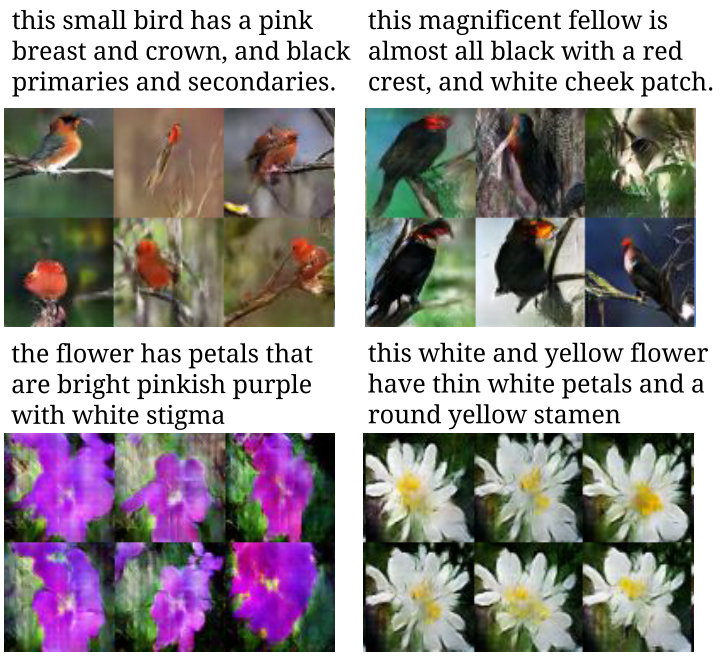 this small bird has a pink
breast and crown, and black
primaries and secondaries.
this magnificent fellow is
almost all black with a red
crest, and white cheek patch.
the flower has petals that
are bright pinkish purple
with white stigma
this white and yellow flower
have thin white petals and a
round yellow stamen